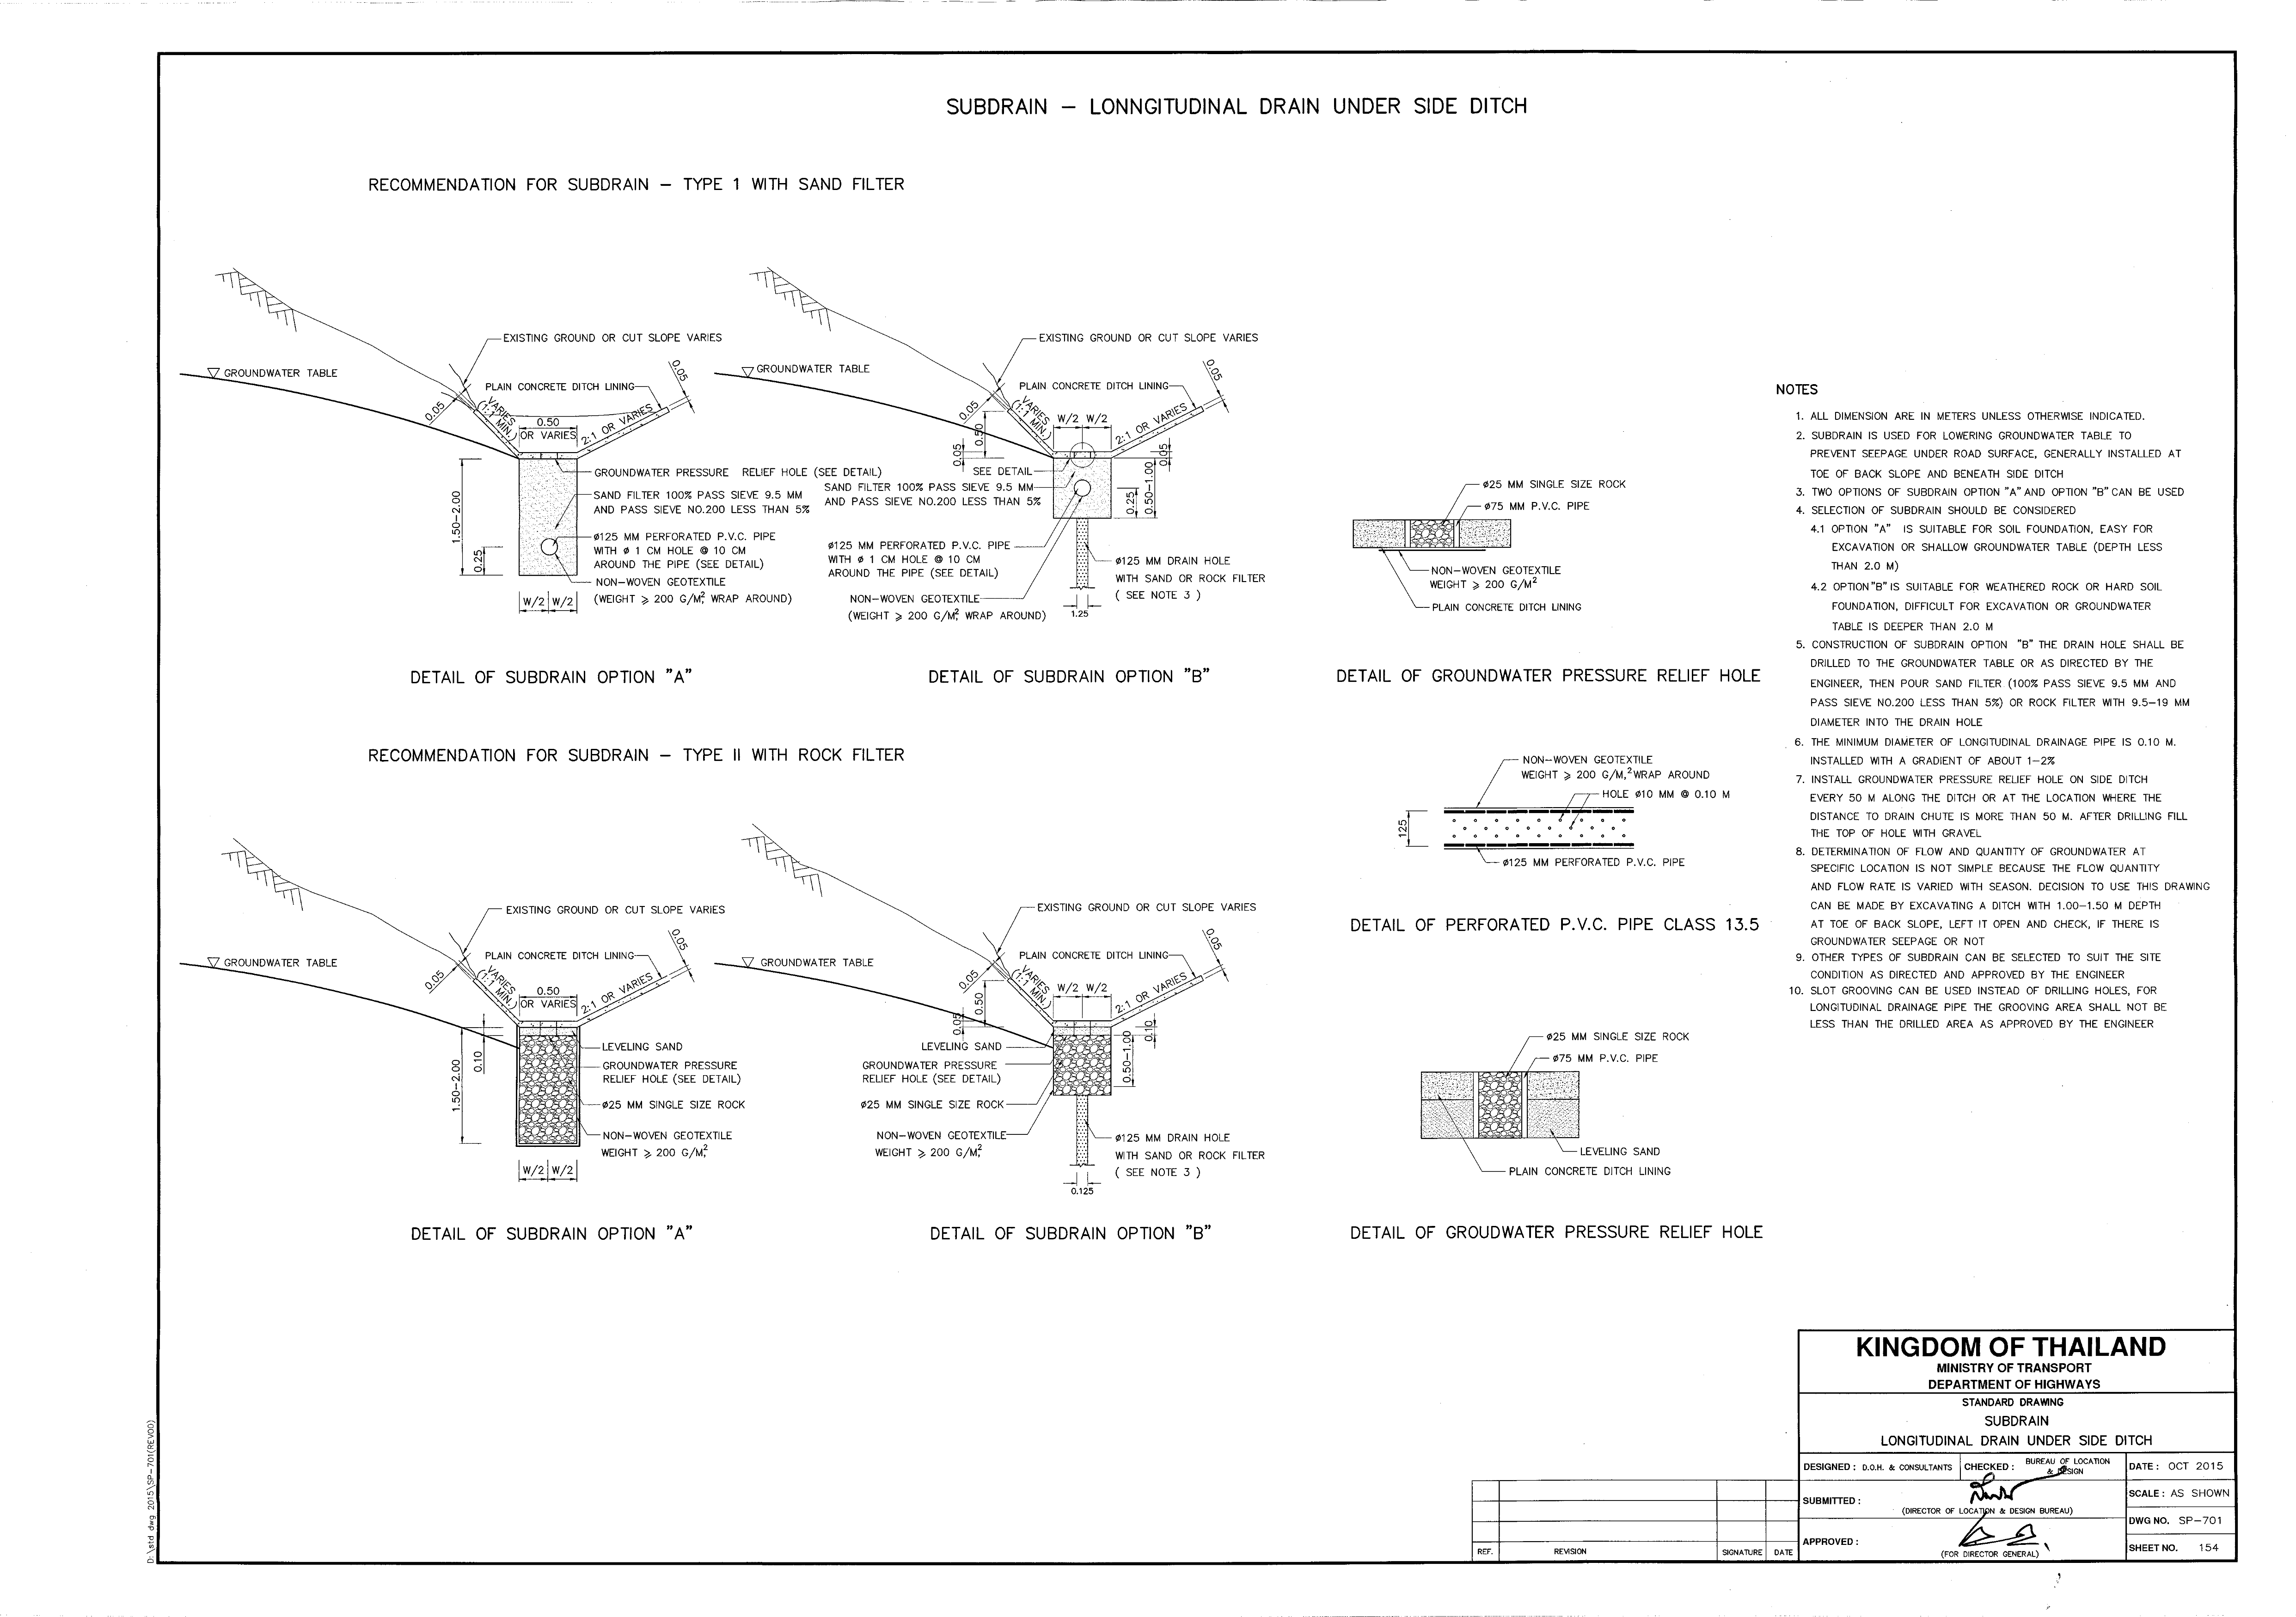 SUBDRAIN – LONNGITUDINAL DRAIN UNDER SIDE DITCH
RECOMMENDATION FOR SUBDRAIN – TYPE 1 WITH SAND FILTER
EXISTING GROUND OR CUT SLOPE VARIES
GROUNDWATER TABLE
PLAIN CONCRETE DITCH LINING
0.05
0.05
VARIES
(1:1 MIN.)
0.50
OR VARIES
2:1 OR VARIES
GROUNDWATER PRESSURE RELIEF HOLE (SEE DETAIL)
SAND FILTER 100% PASS SIEVE 9.5 MM
AND PASS SIEVE NO.200 LESS THAN 5%
1.50–2.00
0.25
Ø125 MM PERFORATED P.V.C. PIPE
WITH Ø 1 CM HOLE @ 10 CM
AROUND THE PIPE (SEE DETAIL)
NON–WOVEN GEOTEXTILE
(WEIGHT ⩾ 200 G/M², WRAP AROUND)
W/2 W/2
DETAIL OF SUBDRAIN OPTION "A"
EXISTING GROUND OR CUT SLOPE VARIES
GROUNDWATER TABLE
PLAIN CONCRETE DITCH LINING
0.05
0.05
VARIES
(1:1 MIN.)
W/2 W/2
2:1 OR VARIES
0.50
0.05
0.05
SEE DETAIL
SAND FILTER 100% PASS SIEVE 9.5 MM
AND PASS SIEVE NO.200 LESS THAN 5%
0.25
0.50–1.00
Ø125 MM PERFORATED P.V.C. PIPE
WITH Ø 1 CM HOLE @ 10 CM
AROUND THE PIPE (SEE DETAIL)
NON–WOVEN GEOTEXTILE
(WEIGHT ⩾ 200 G/M², WRAP AROUND)
Ø125 MM DRAIN HOLE
WITH SAND OR ROCK FILTER
( SEE NOTE 3 )
1.25
DETAIL OF SUBDRAIN OPTION "B"
Ø25 MM SINGLE SIZE ROCK
Ø75 MM P.V.C. PIPE
NON–WOVEN GEOTEXTILE
WEIGHT ⩾ 200 G/M²
PLAIN CONCRETE DITCH LINING
DETAIL OF GROUNDWATER PRESSURE RELIEF HOLE
RECOMMENDATION FOR SUBDRAIN – TYPE II WITH ROCK FILTER
EXISTING GROUND OR CUT SLOPE VARIES
GROUNDWATER TABLE
PLAIN CONCRETE DITCH LINING
0.05
0.05
VARIES
(1:1 MIN.)
0.50
OR VARIES
2:1 OR VARIES
LEVELING SAND
GROUNDWATER PRESSURE
RELIEF HOLE (SEE DETAIL)
Ø25 MM SINGLE SIZE ROCK
NON–WOVEN GEOTEXTILE
WEIGHT ⩾ 200 G/M²,
1.50–2.00
0.10
W/2 W/2
DETAIL OF SUBDRAIN OPTION "A"
EXISTING GROUND OR CUT SLOPE VARIES
GROUNDWATER TABLE
PLAIN CONCRETE DITCH LINING
0.05
0.05
VARIES
(1:1 MIN.)
W/2 W/2
2:1 OR VARIES
0.50
0.05
0.10
LEVELING SAND
GROUNDWATER PRESSURE
RELIEF HOLE (SEE DETAIL)
Ø25 MM SINGLE SIZE ROCK
0.50–1.00
NON–WOVEN GEOTEXTILE
WEIGHT ⩾ 200 G/M²,
Ø125 MM DRAIN HOLE
WITH SAND OR ROCK FILTER
( SEE NOTE 3 )
0.125
DETAIL OF SUBDRAIN OPTION "B"
NON–WOVEN GEOTEXTILE
WEIGHT ⩾ 200 G/M,² WRAP AROUND
HOLE Ø10 MM @ 0.10 M
125
Ø125 MM PERFORATED P.V.C. PIPE
DETAIL OF PERFORATED P.V.C. PIPE CLASS 13.5
Ø25 MM SINGLE SIZE ROCK
Ø75 MM P.V.C. PIPE
LEVELING SAND
PLAIN CONCRETE DITCH LINING
DETAIL OF GROUDWATER PRESSURE RELIEF HOLE
NOTES
1. ALL DIMENSION ARE IN METERS UNLESS OTHERWISE INDICATED.
2. SUBDRAIN IS USED FOR LOWERING GROUNDWATER TABLE TO
PREVENT SEEPAGE UNDER ROAD SURFACE, GENERALLY INSTALLED AT
TOE OF BACK SLOPE AND BENEATH SIDE DITCH
3. TWO OPTIONS OF SUBDRAIN OPTION "A" AND OPTION "B" CAN BE USED
4. SELECTION OF SUBDRAIN SHOULD BE CONSIDERED
4.1 OPTION "A" IS SUITABLE FOR SOIL FOUNDATION, EASY FOR
EXCAVATION OR SHALLOW GROUNDWATER TABLE (DEPTH LESS
THAN 2.0 M)
4.2 OPTION "B" IS SUITABLE FOR WEATHERED ROCK OR HARD SOIL
FOUNDATION, DIFFICULT FOR EXCAVATION OR GROUNDWATER
TABLE IS DEEPER THAN 2.0 M
5. CONSTRUCTION OF SUBDRAIN OPTION "B" THE DRAIN HOLE SHALL BE
DRILLED TO THE GROUNDWATER TABLE OR AS DIRECTED BY THE
ENGINEER, THEN POUR SAND FILTER (100% PASS SIEVE 9.5 MM AND
PASS SIEVE NO.200 LESS THAN 5%) OR ROCK FILTER WITH 9.5–19 MM
DIAMETER INTO THE DRAIN HOLE
6. THE MINIMUM DIAMETER OF LONGITUDINAL DRAINAGE PIPE IS 0.10 M.
INSTALLED WITH A GRADIENT OF ABOUT 1–2%
7. INSTALL GROUNDWATER PRESSURE RELIEF HOLE ON SIDE DITCH
EVERY 50 M ALONG THE DITCH OR AT THE LOCATION WHERE THE
DISTANCE TO DRAIN CHUTE IS MORE THAN 50 M. AFTER DRILLING FILL
THE TOP OF HOLE WITH GRAVEL
8. DETERMINATION OF FLOW AND QUANTITY OF GROUNDWATER AT
SPECIFIC LOCATION IS NOT SIMPLE BECAUSE THE FLOW QUANTITY
AND FLOW RATE IS VARIED WITH SEASON. DECISION TO USE THIS DRAWING
CAN BE MADE BY EXCAVATING A DITCH WITH 1.00–1.50 M DEPTH
AT TOE OF BACK SLOPE, LEFT IT OPEN AND CHECK, IF THERE IS
GROUNDWATER SEEPAGE OR NOT
9. OTHER TYPES OF SUBDRAIN CAN BE SELECTED TO SUIT THE SITE
CONDITION AS DIRECTED AND APPROVED BY THE ENGINEER
10. SLOT GROOVING CAN BE USED INSTEAD OF DRILLING HOLES, FOR
LONGITUDINAL DRAINAGE PIPE THE GROOVING AREA SHALL NOT BE
LESS THAN THE DRILLED AREA AS APPROVED BY THE ENGINEER
KINGDOM OF THAILAND
MINISTRY OF TRANSPORT
DEPARTMENT OF HIGHWAYS
STANDARD DRAWING
SUBDRAIN
LONGITUDINAL DRAIN UNDER SIDE DITCH
DESIGNED : D.O.H. & CONSULTANTS
CHECKED : BUREAU OF LOCATION
& DESIGN
DATE : OCT 2015
SUBMITTED :
(DIRECTOR OF LOCATION & DESIGN BUREAU)
SCALE : AS SHOWN
DWG NO. SP–701
APPROVED :
(FOR DIRECTOR GENERAL)
SHEET NO. 154
REF. REVISION SIGNATURE DATE
D:\std dwg 2015\SP–701(REV00)